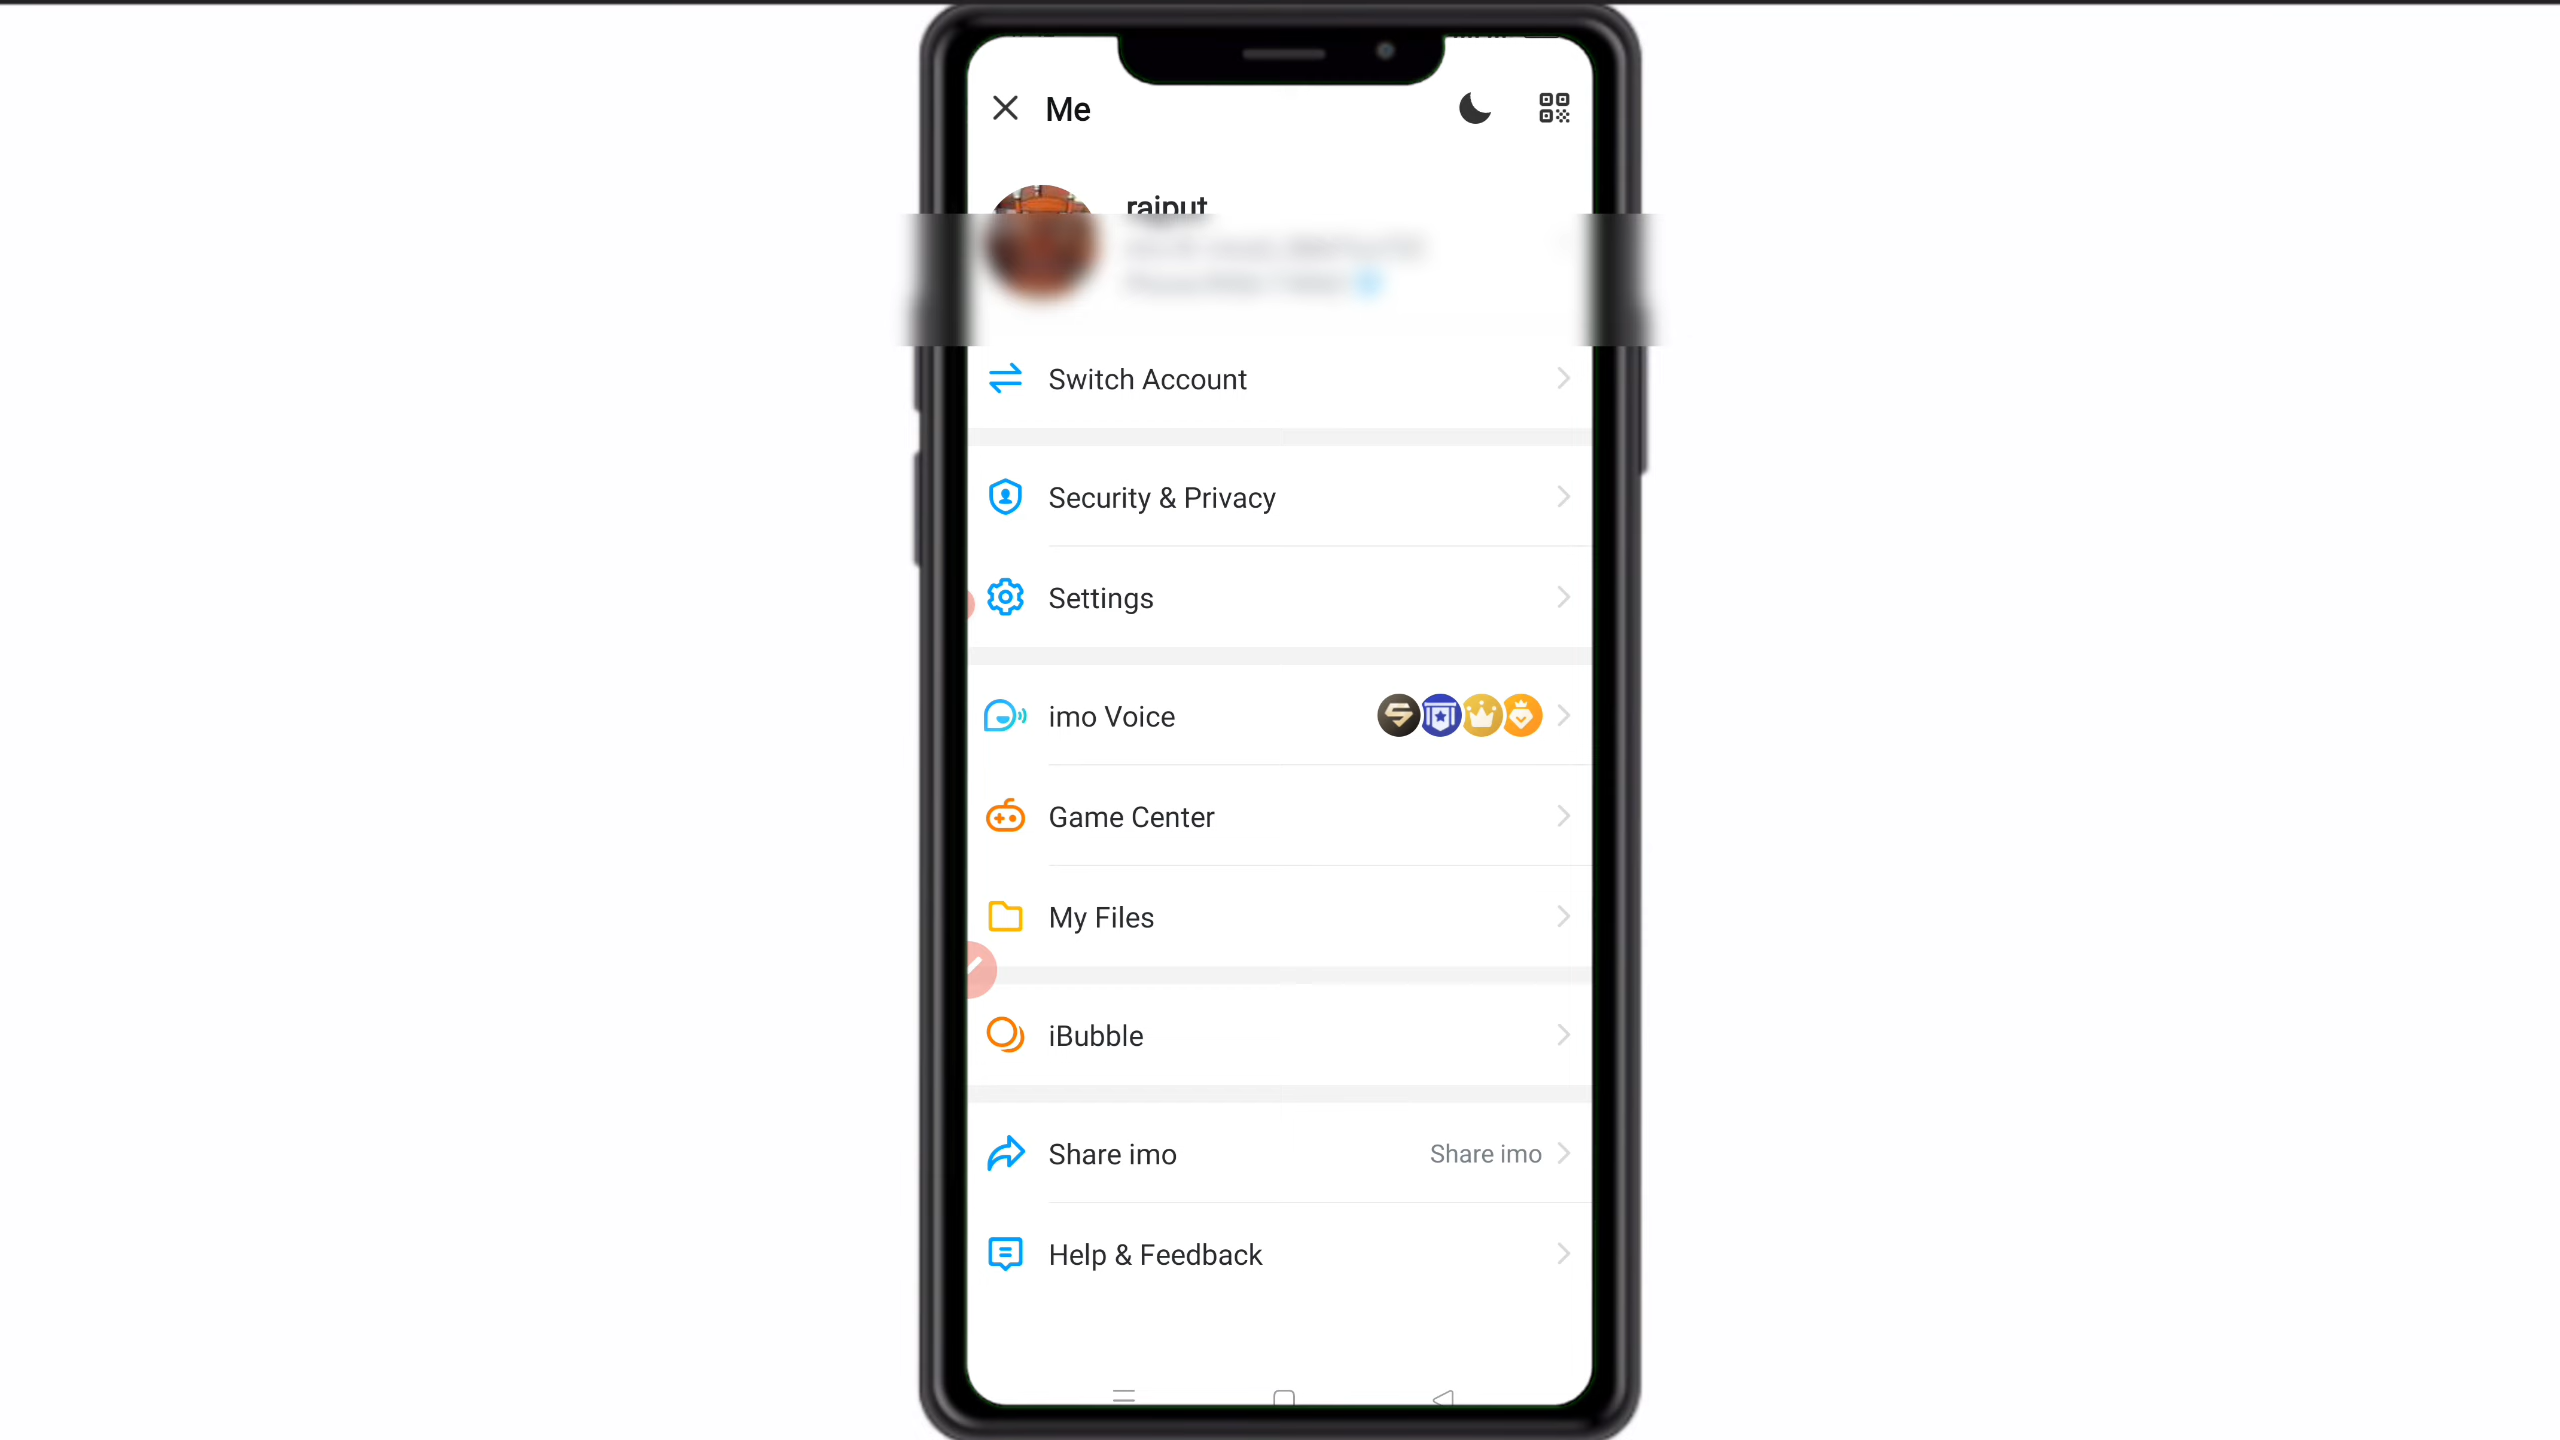 Me
rajput
Switch Account
Security & Privacy
Settings
imo Voice
Game Center
My Files
iBubble
Share imo Share imo
Help & Feedback